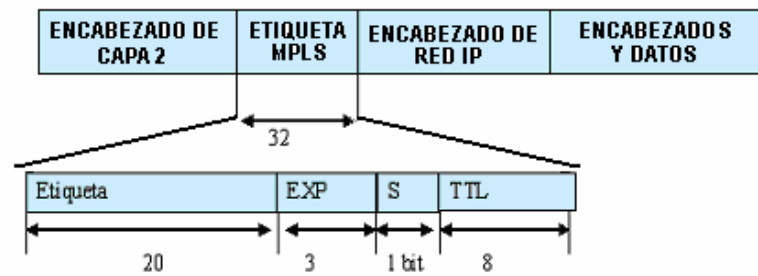 ENCABEZADO DE CAPA 2
ETIQUETA MPLS
ENCABEZADO DE RED IP
ENCABEZADOS Y DATOS
32
Etiqueta
EXP
S
TTL
20
3
1 bit
8